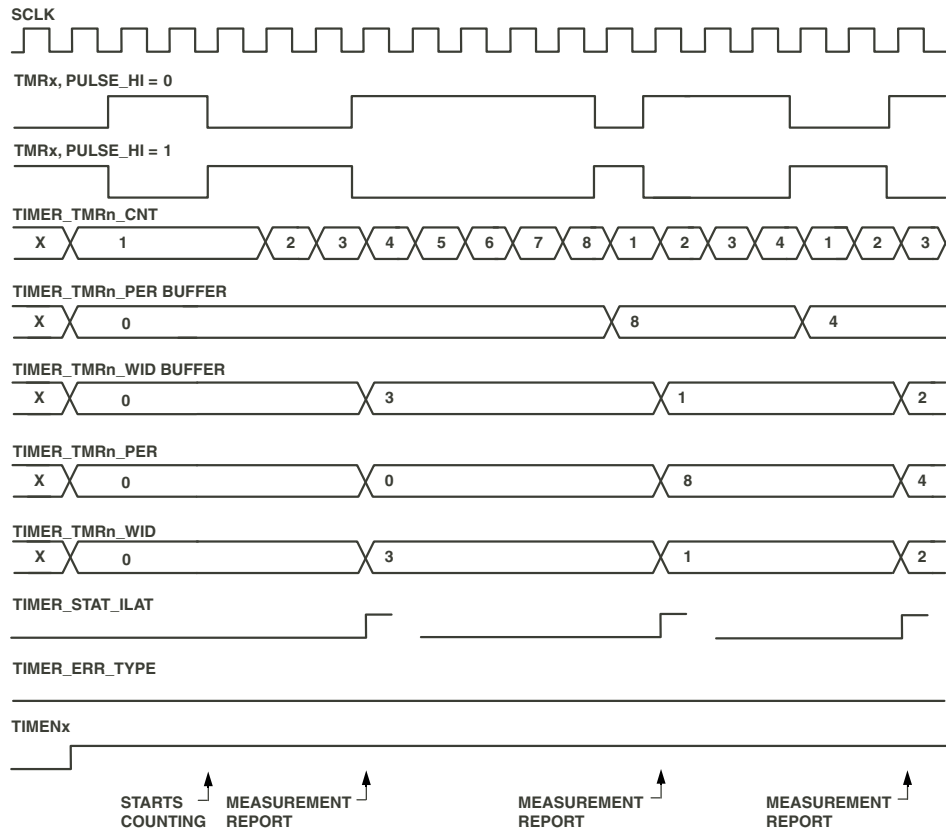 SCLK
TMRx, PULSE_HI = 0
TMRx, PULSE_HI = 1
TIMER_TMRn_CNT
X 1 2 3 4 5 6 7 8 1 2 3 4 1 2 3
TIMER_TMRn_PER BUFFER
X 0 8 4
TIMER_TMRn_WID BUFFER
X 0 3 1 2
TIMER_TMRn_PER
X 0 0 8 4
TIMER_TMRn_WID
X 0 3 1 2
TIMER_STAT_ILAT
TIMER_ERR_TYPE
TIMENx
STARTS COUNTING
MEASUREMENT REPORT
MEASUREMENT REPORT
MEASUREMENT REPORT